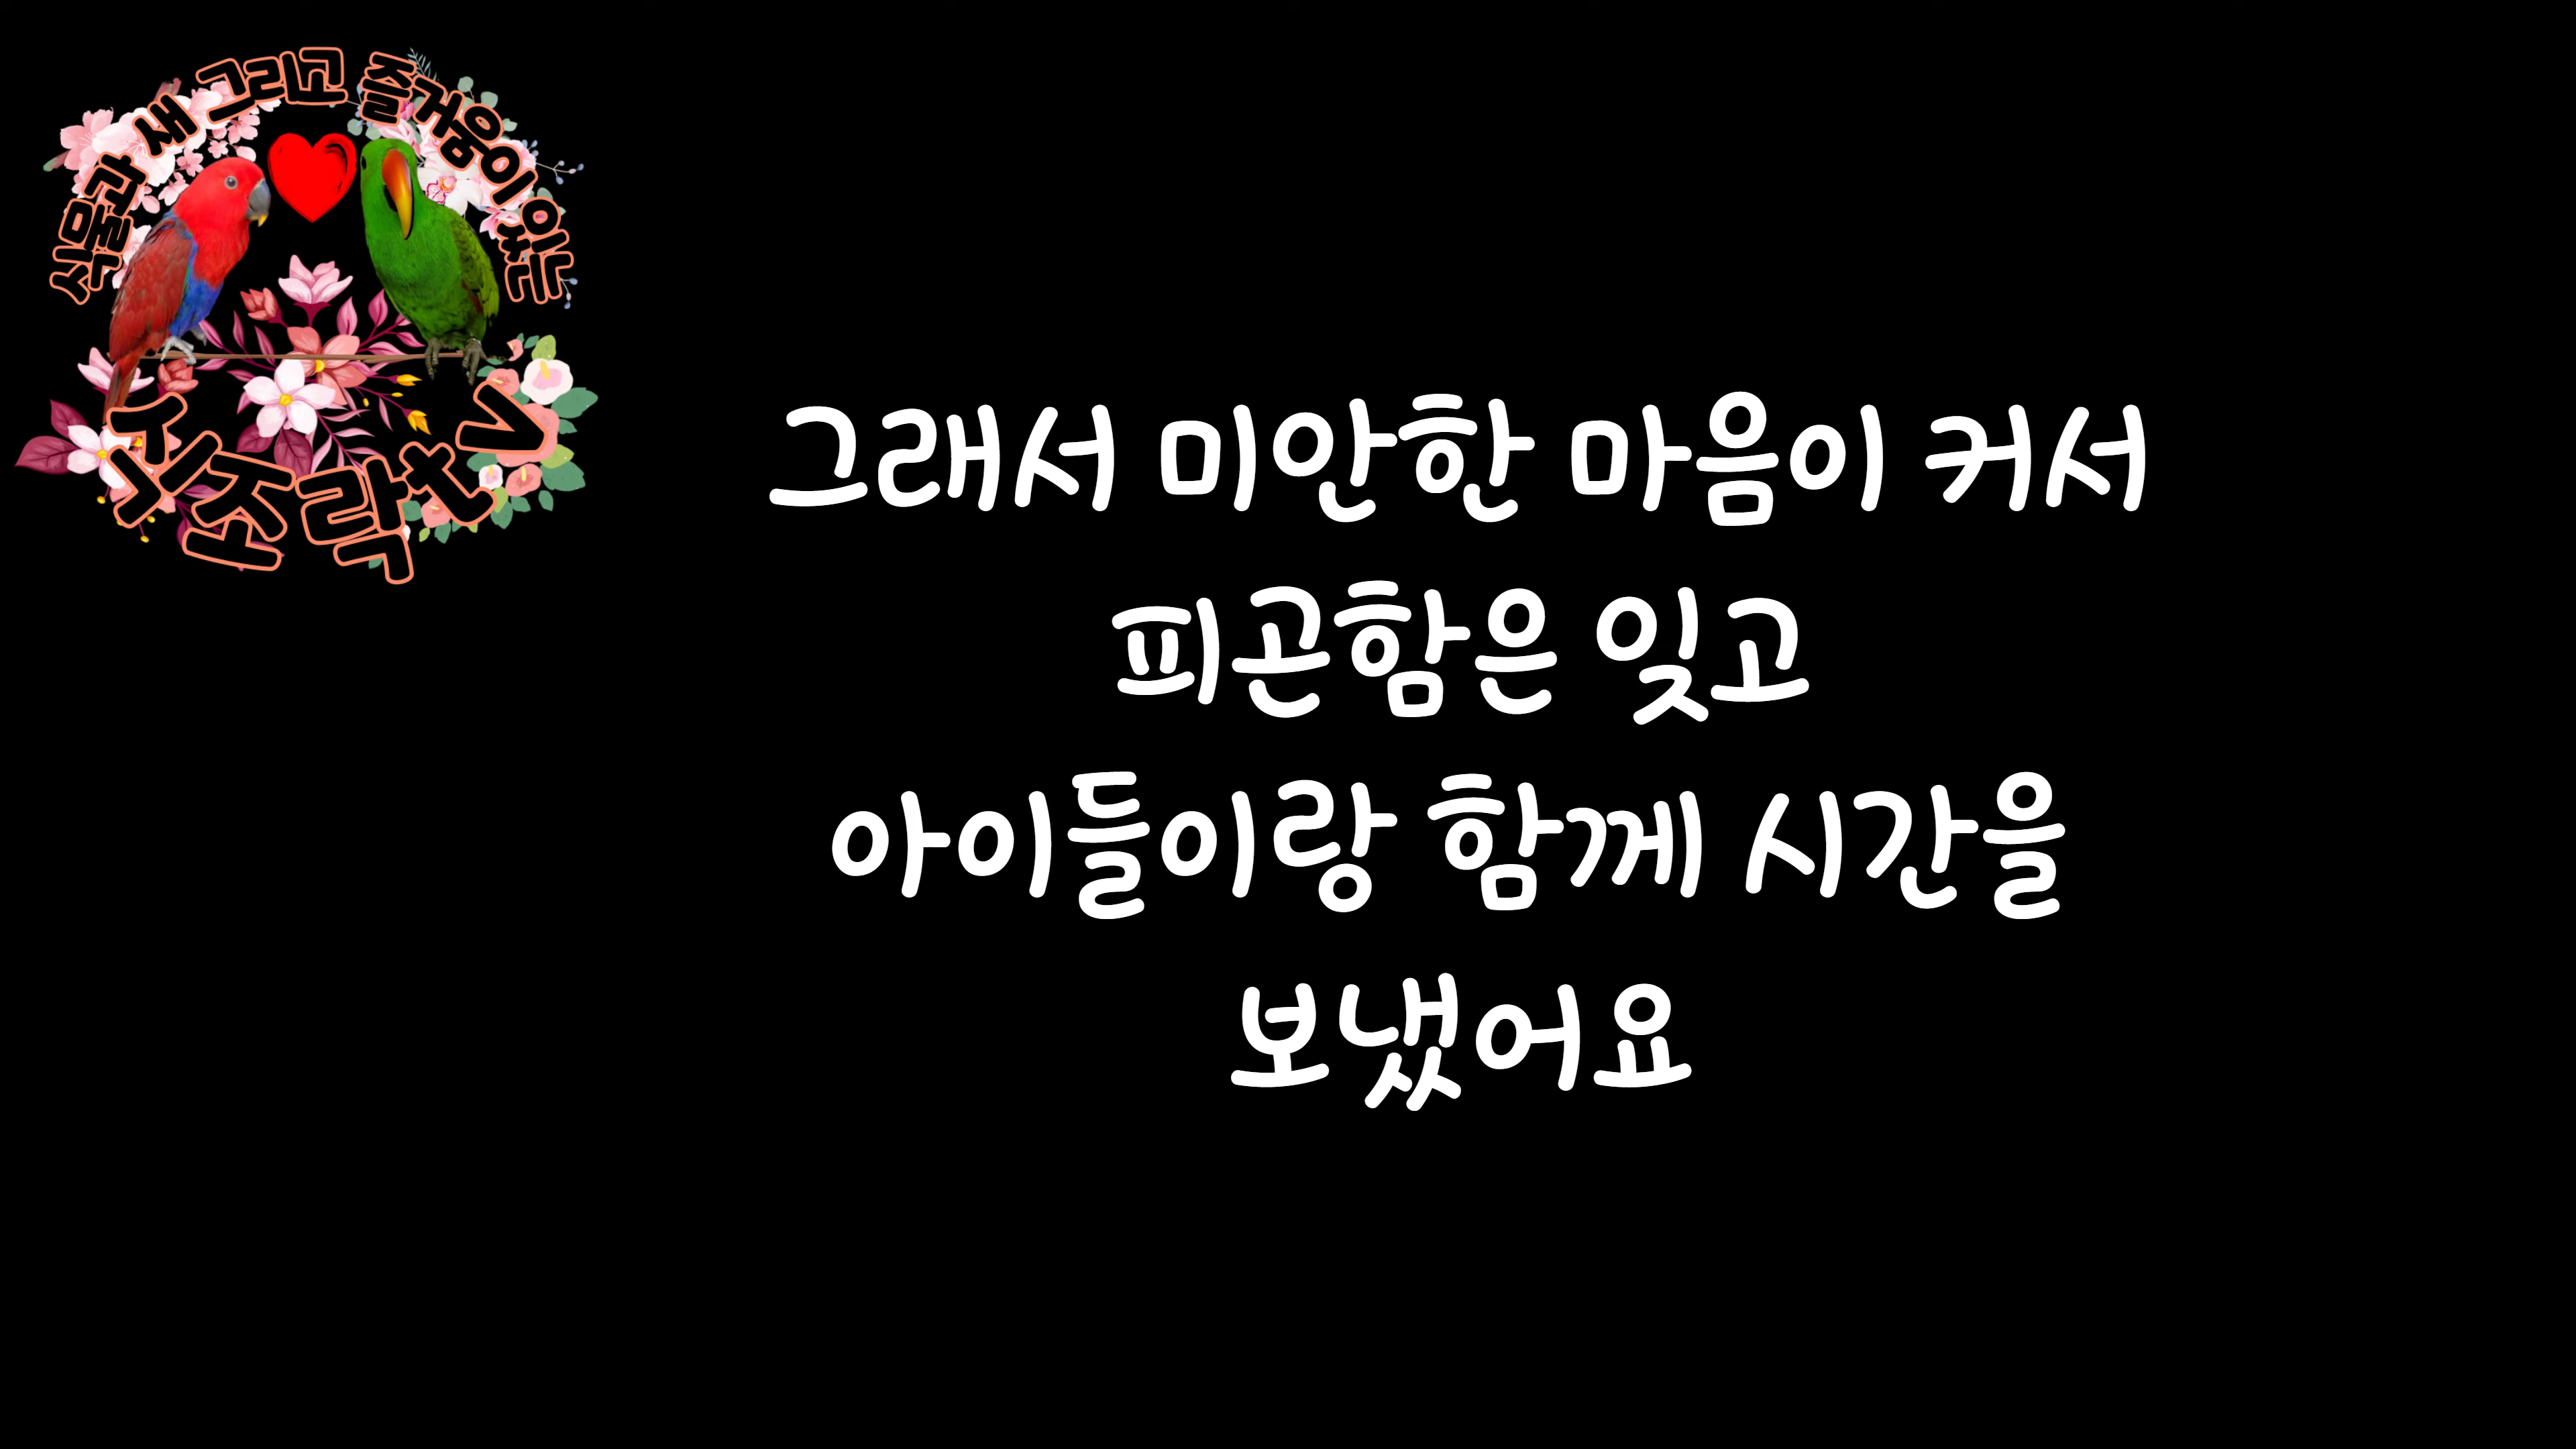 식물과 새 그리고 즐거움이 있는
취조락tv
그래서 미안한 마음이 커서
피곤함은 잊고
아이들이랑 함께 시간을
보냈어요